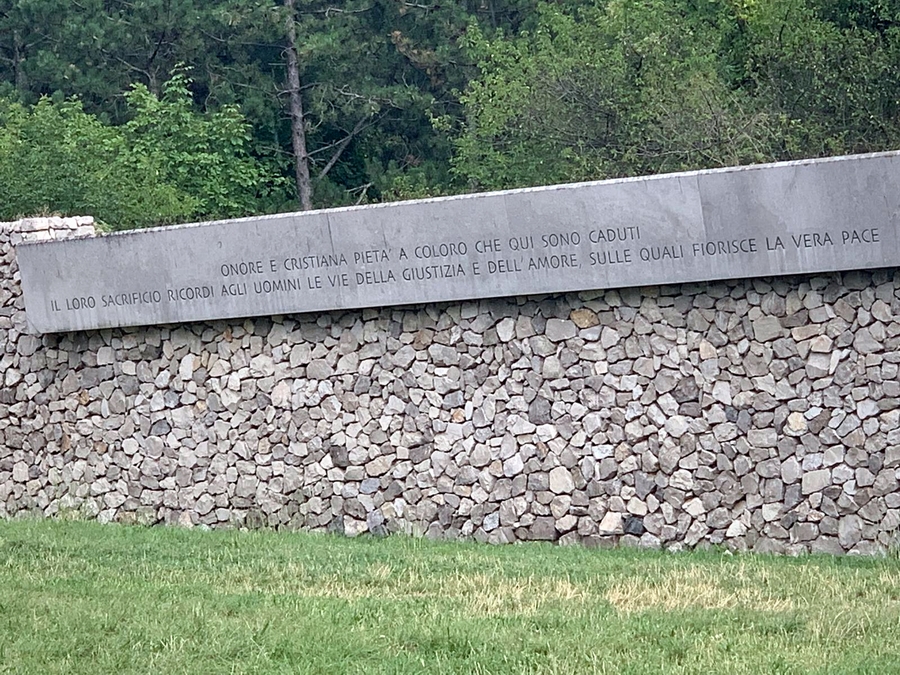 ONORE E CRISTIANA PIETA' A COLORO CHE QUI SONO CADUTI
IL LORO SACRIFICIO RICORDI AGLI UOMINI LE VIE DELLA GIUSTIZIA E DELL'AMORE, SULLE QUALI FIORISCE LA VERA PACE